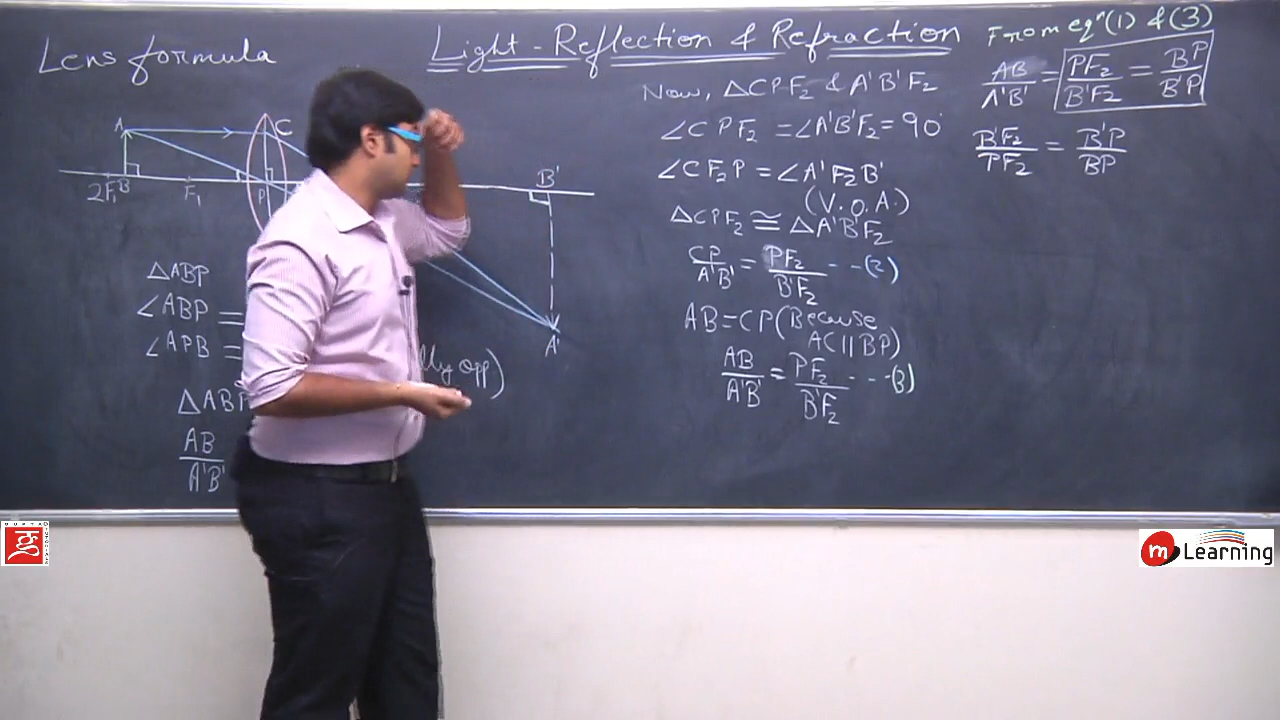 Lens formula
Light - Reflection & Refraction
A
C
2F₁
B
F₁
P
B'
A'
△ABP
∠ABP =
∠APB =
lly opp)
△ABP
AB/A'B'
Now, △CPF₂ & A'B'F₂
∠CPF₂ = ∠A'B'F₂ = 90°
∠CF₂P = ∠A'F₂B'
(V.O.A.)
△CPF₂ ≅ △A'B'F₂
CP/A'B' = PF₂/B'F₂ - - -(2)
AB = CP (Because
AC || BP)
AB/A'B' = PF₂/B'F₂ - - -(3)
From eqⁿ (1) & (3)
AB/A'B' = PF₂/B'F₂ = BP/B'P
B'F₂/PF₂ = B'P/BP
GUPTA
m Learning